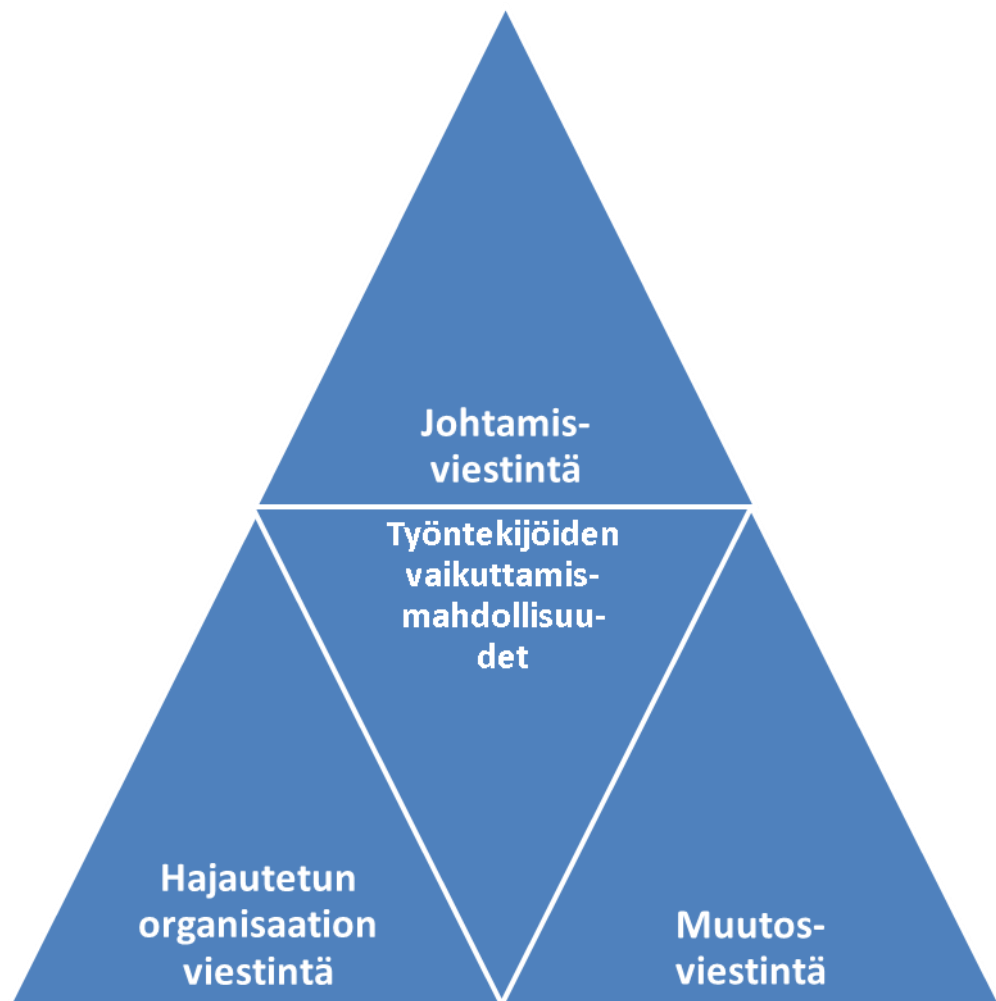 Johtamis-
viestintä
Työntekijöiden
vaikuttamis-
mahdollisuu-
det
Hajautetun
organisaation
viestintä
Muutos-
viestintä